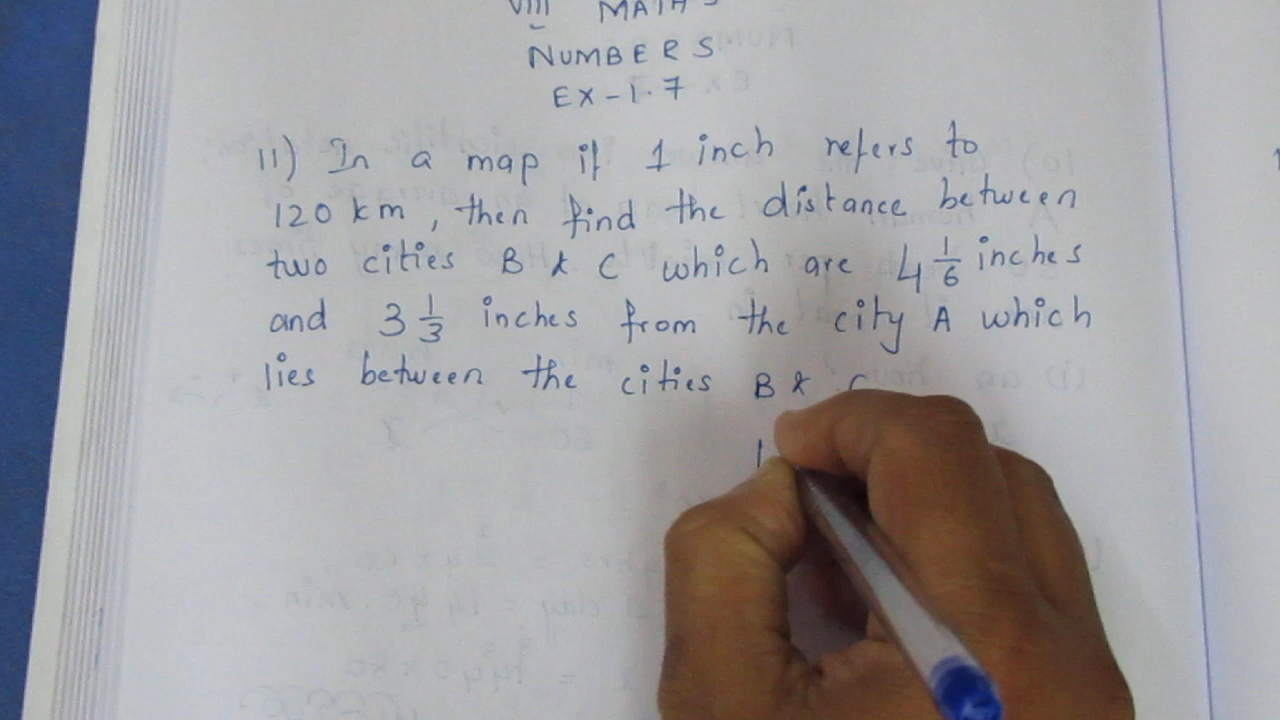 VIII MATHS
NUMBERS
EX-1.7
11) In a map if 1 inch refers to
120 km, then find the distance between
two cities B & C which are 4 1/6 inches
and 3 1/3 inches from the city A which
lies between the cities B & C